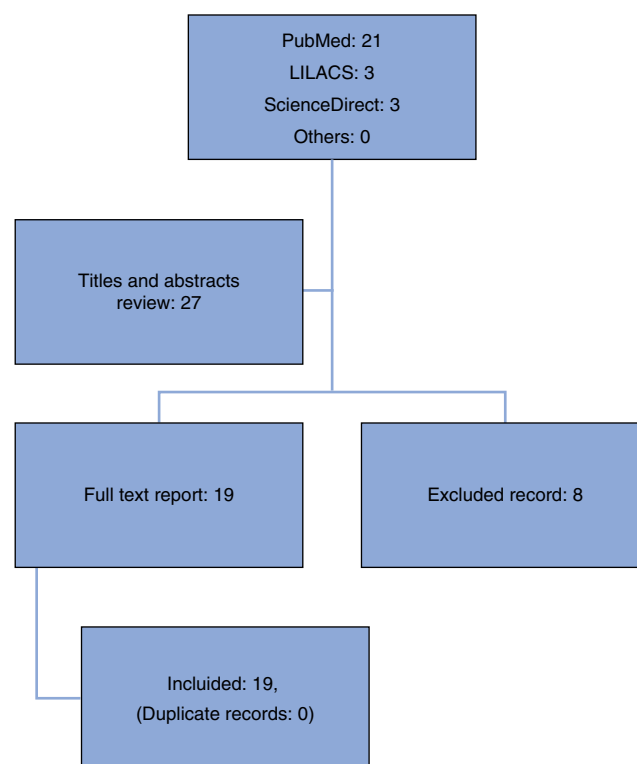 PubMed: 21
LILACS: 3
ScienceDirect: 3
Others: 0
Titles and abstracts
review: 27
Full text report: 19
Excluded record: 8
Incluided: 19,
(Duplicate records: 0)